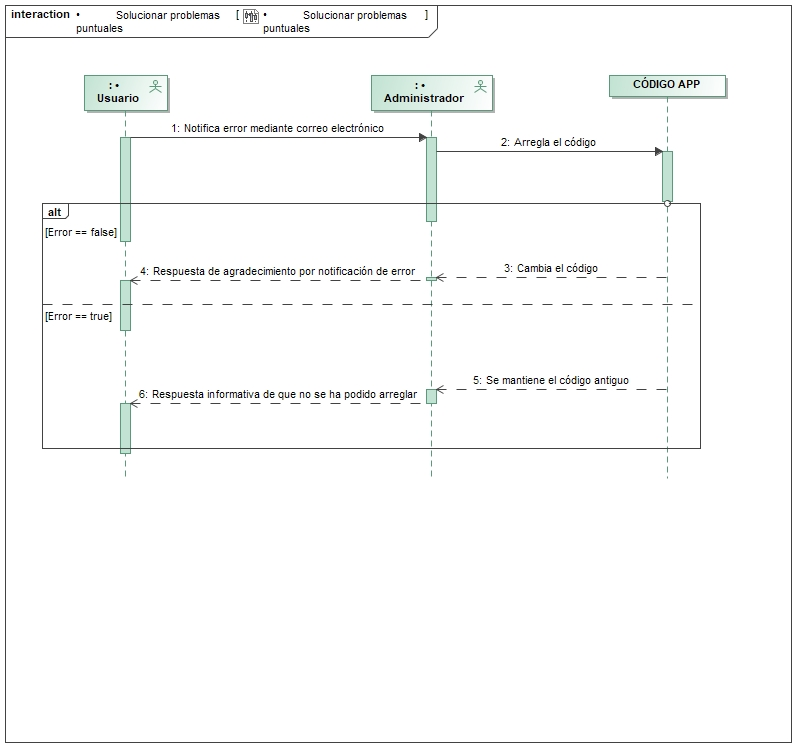 interaction • Solucionar problemas puntuales [ • Solucionar problemas puntuales ]
: •
Usuario
: •
Administrador
CÓDIGO APP
1: Notifica error mediante correo electrónico
2: Arregla el código
alt
[Error == false]
3: Cambia el código
4: Respuesta de agradecimiento por notificación de error
[Error == true]
5: Se mantiene el código antiguo
6: Respuesta informativa de que no se ha podido arreglar